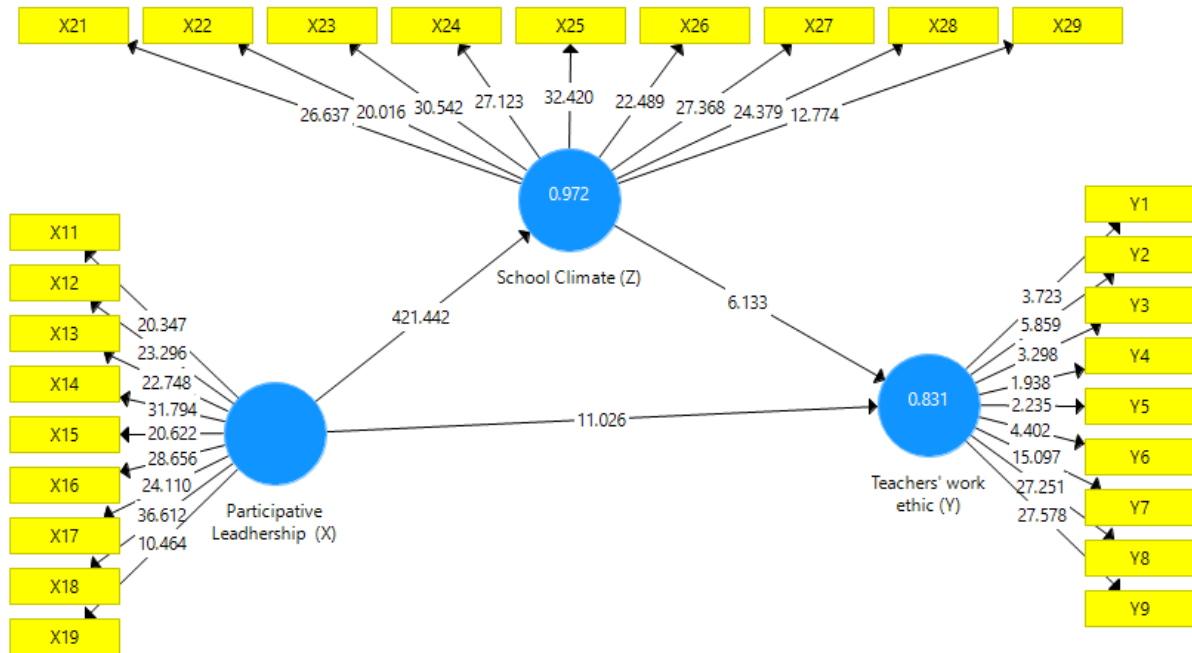 X21 X22 X23 X24 X25 X26 X27 X28 X29
26.637 20.016 30.542 27.123 32.420 22.489 27.368 24.379 12.774
0.972
School Climate (Z)
X11
X12
X13
X14
X15
X16
X17
X18
X19
20.347
23.296
22.748
31.794
20.622
28.656
24.110
36.612
10.464
Participative
Leadhership (X)
421.442
6.133
11.026
0.831
Teachers' work
ethic (Y)
3.723
5.859
3.298
1.938
2.235
4.402
15.097
27.251
27.578
Y1
Y2
Y3
Y4
Y5
Y6
Y7
Y8
Y9